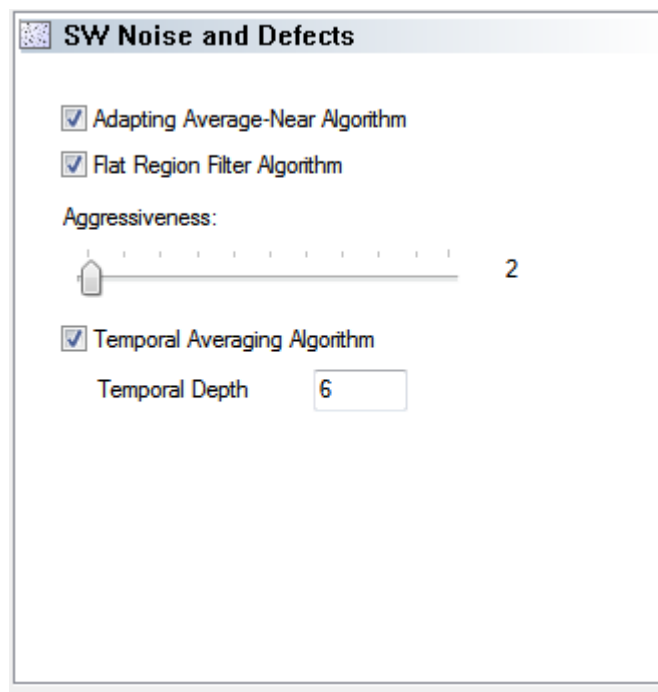 SW Noise and Defects
Adapting Average-Near Algorithm
Flat Region Filter Algorithm
Aggressiveness:
2
Temporal Averaging Algorithm
Temporal Depth 6